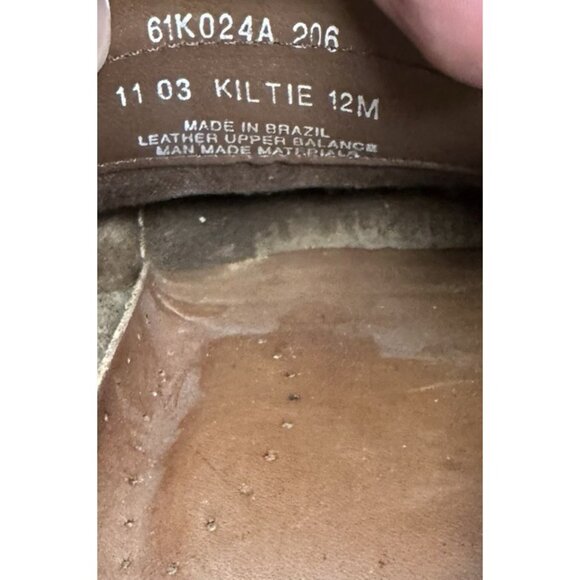 61K024A 206
11 03 KILTIE 12M
MADE IN BRAZIL
LEATHER UPPER BALANCE
MAN MADE MATERIALS